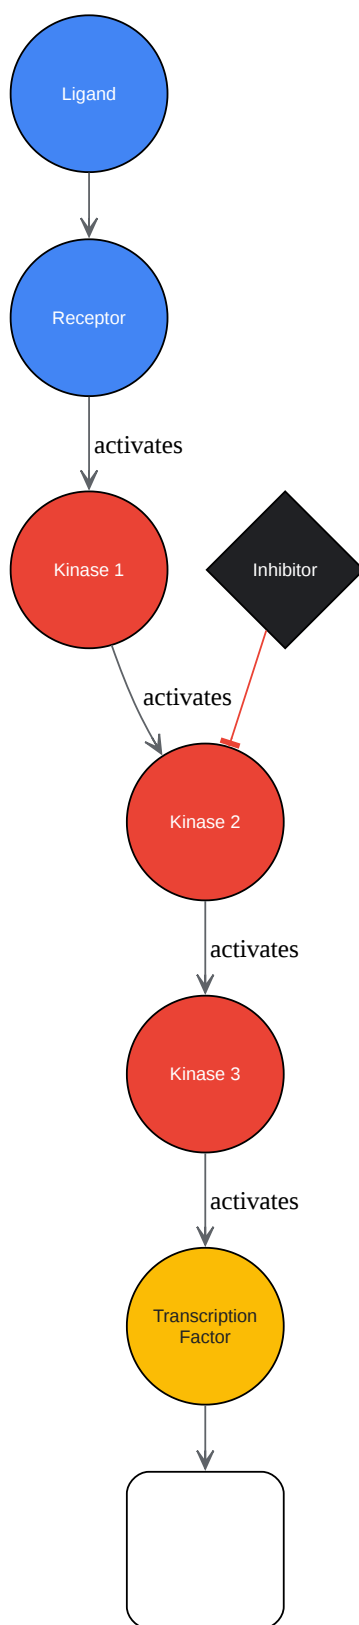 Ligand
Receptor
activates
Kinase 1
Inhibitor
activates
Kinase 2
activates
Kinase 3
activates
Transcription
Factor